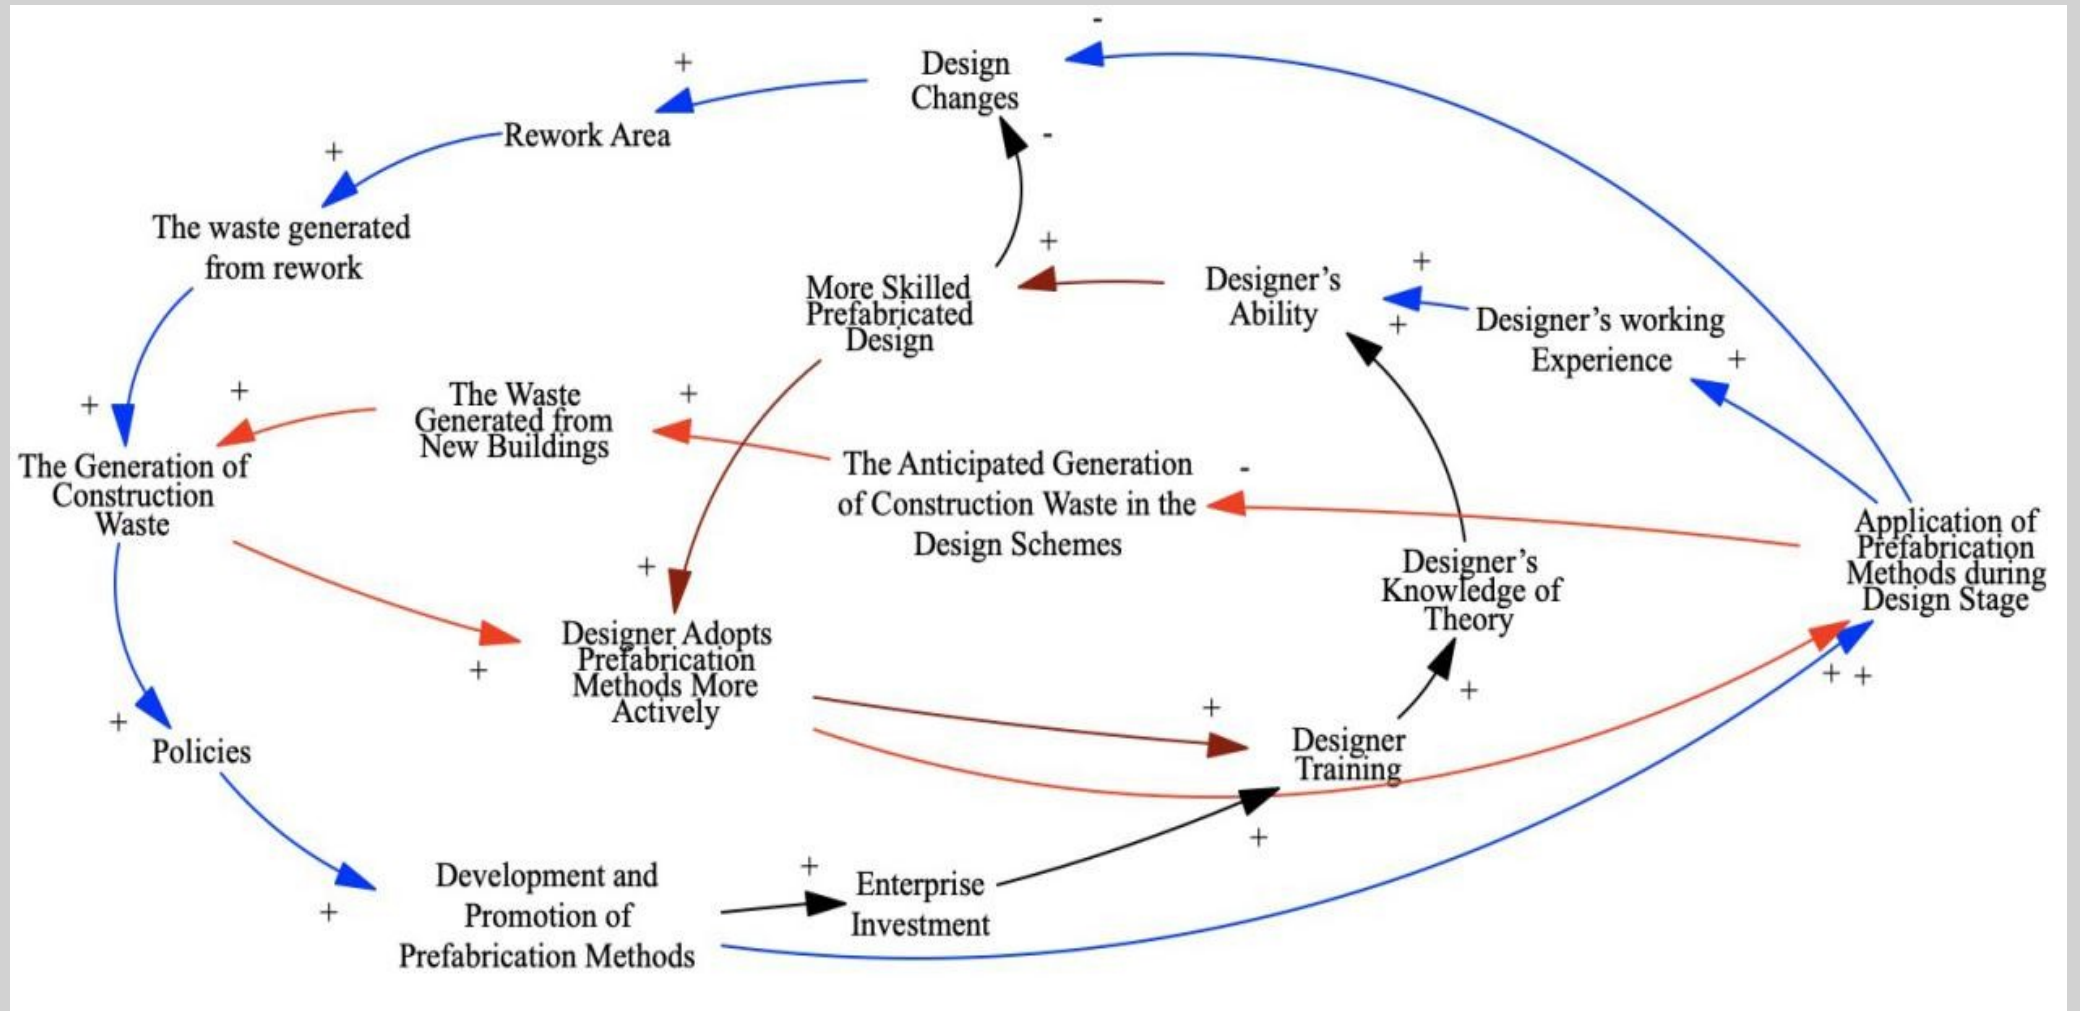 -
+
Design
Changes
Rework Area
-
+
The waste generated
from rework
+
More Skilled
Prefabricated
Design
Designer’s
Ability
+
+
Designer’s working
Experience
+
+
+
The Waste
Generated from
New Buildings
+
The Anticipated Generation
of Construction Waste in the
Design Schemes
-
The Generation of
Construction
Waste
Application of
Prefabrication
Methods during
Design Stage
Designer’s
Knowledge of
Theory
+
Designer Adopts
Prefabrication
Methods More
Actively
+
+
+
+ +
Policies
+
Designer
Training
+
Development and
Promotion of
Prefabrication Methods
+
+
Enterprise
Investment